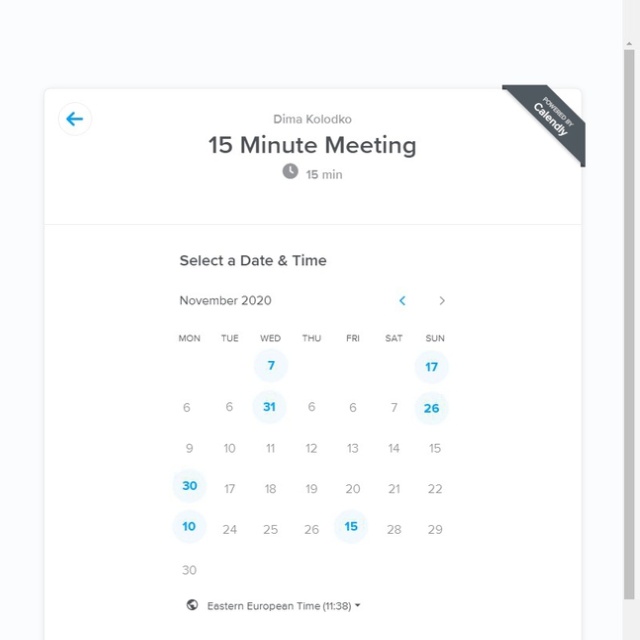 POWERED BY
Calendly
Dima Kolodko
15 Minute Meeting
15 min
Select a Date & Time
November 2020
MON TUE WED THU FRI SAT SUN
7 17
6 6 31 6 6 7 26
9 10 11 12 13 14 15
30 17 18 19 20 21 22
10 24 25 26 15 28 29
30
Eastern European Time (11:38)